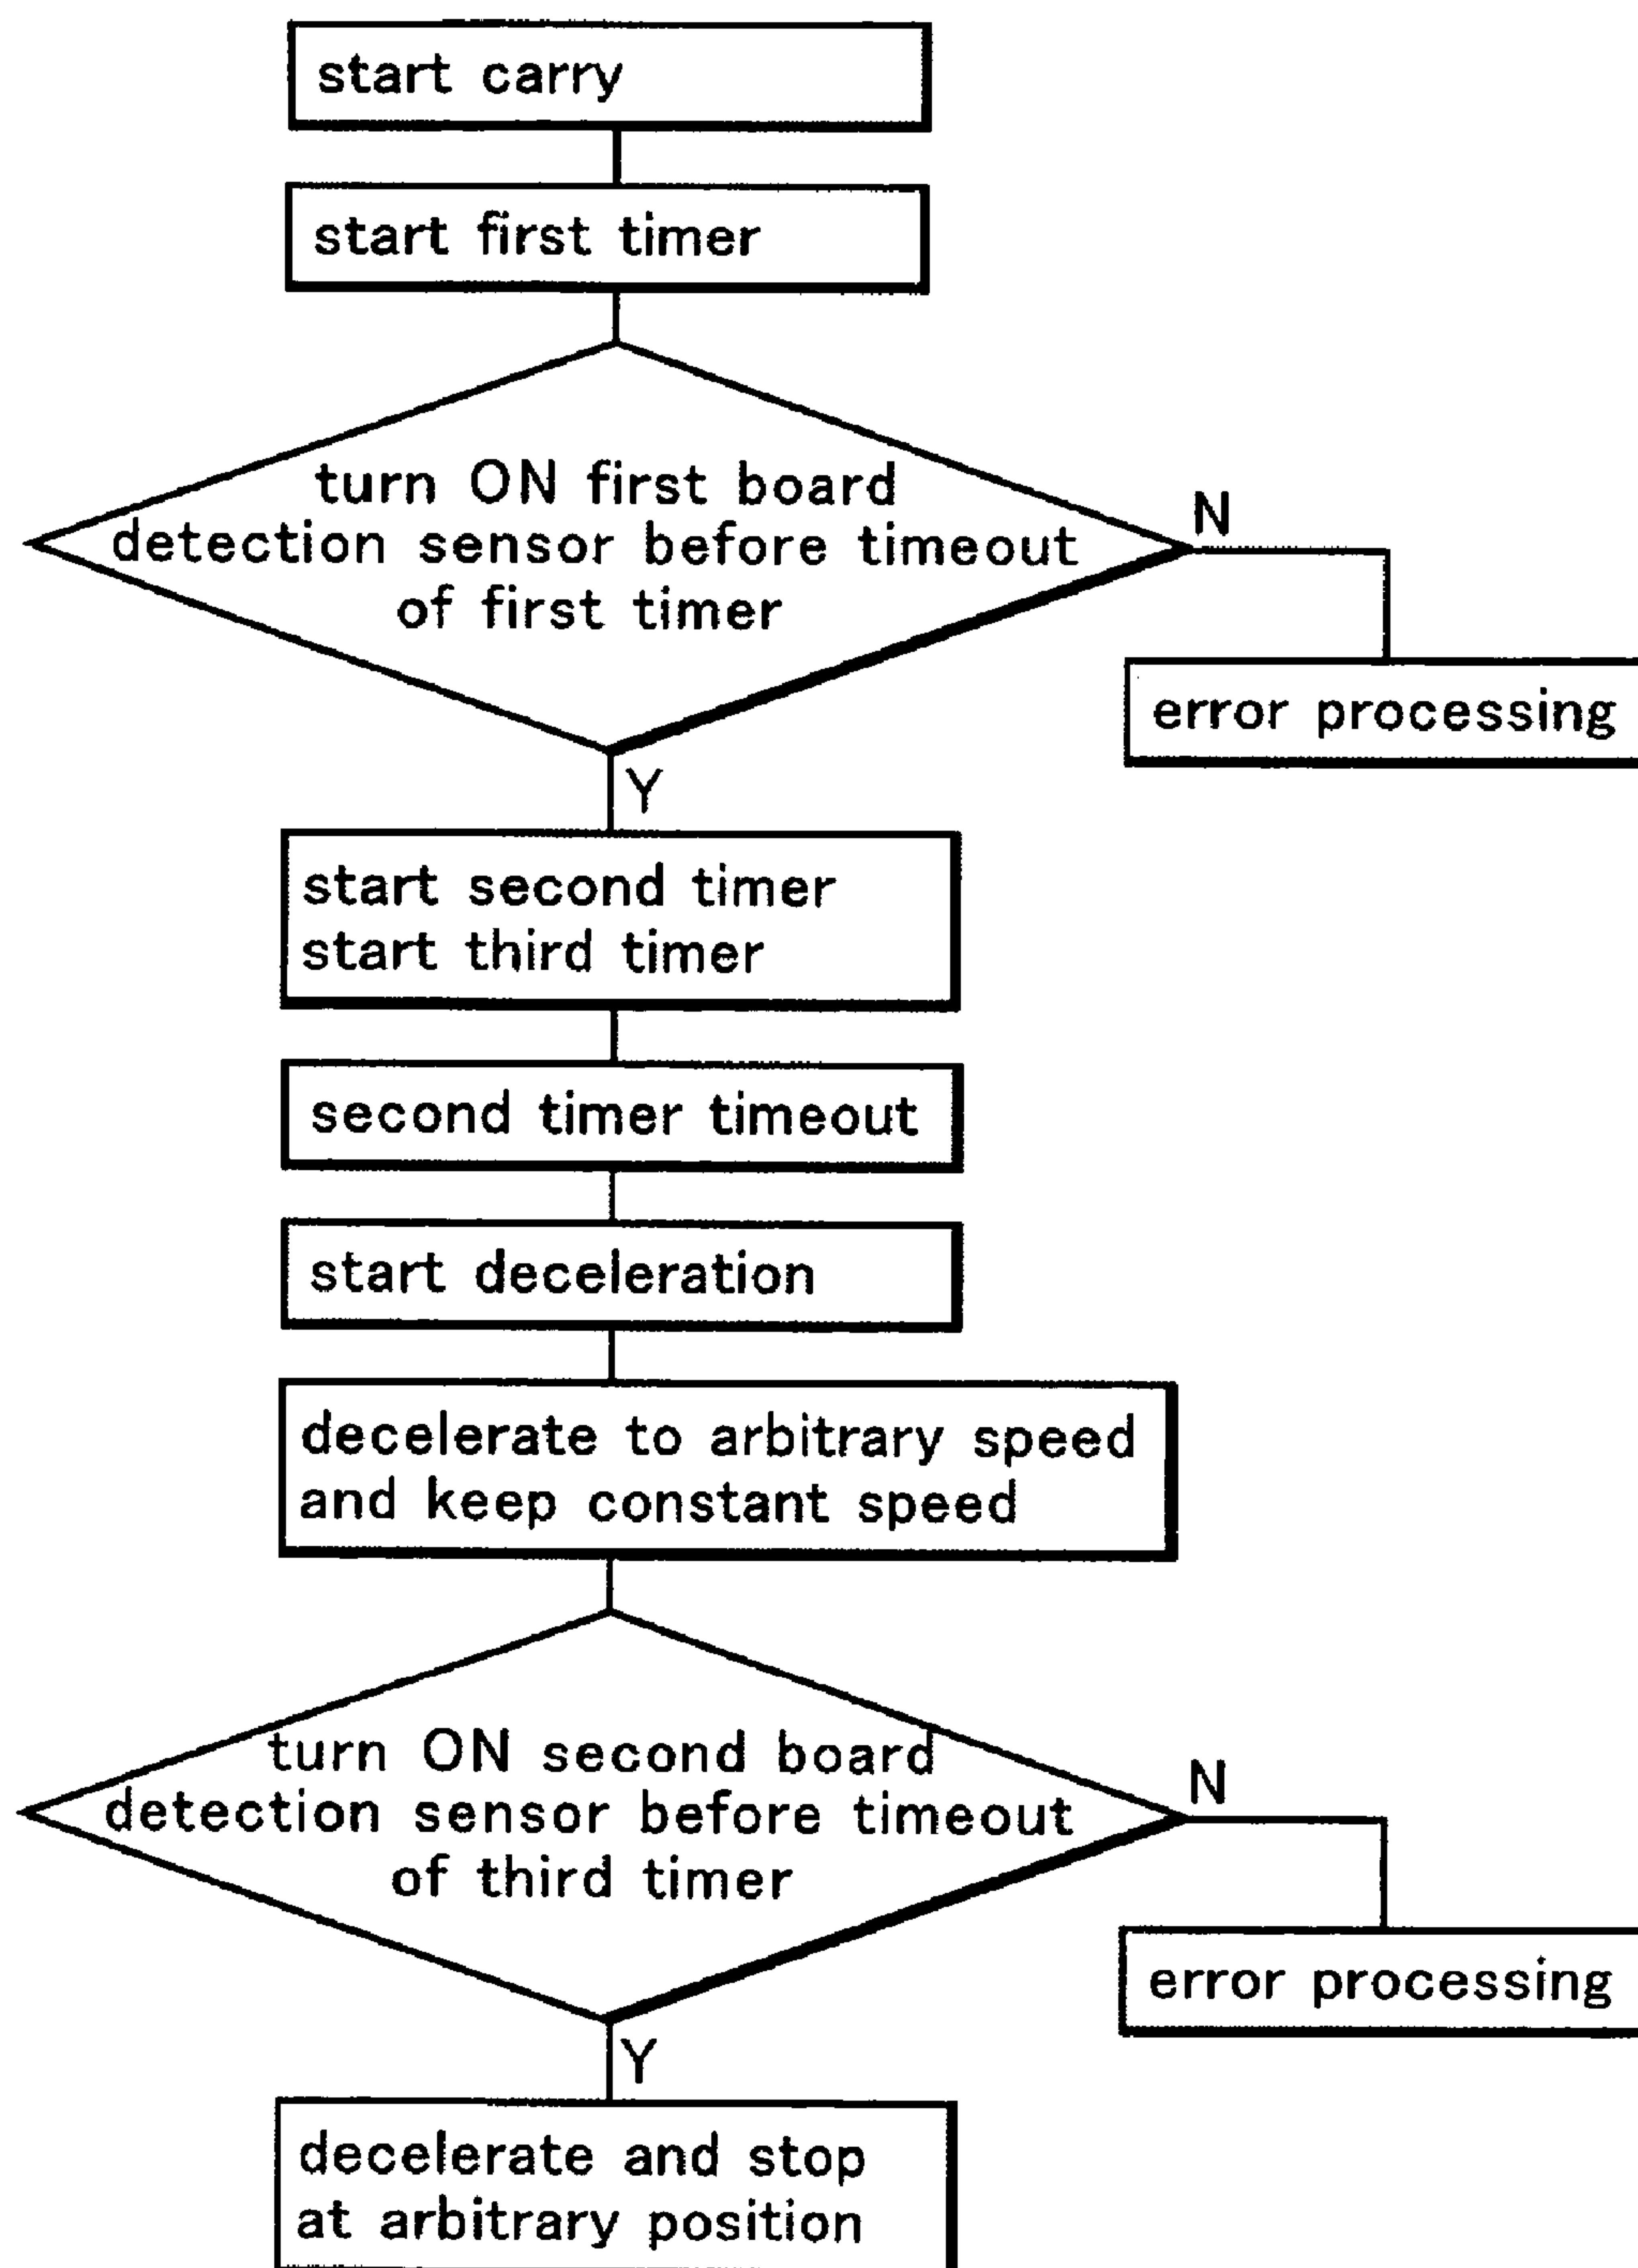 start carry
start first timer
turn ON first board
detection sensor before timeout
of first timer
N
error processing
Y
start second timer
start third timer
second timer timeout
start deceleration
decelerate to arbitrary speed
and keep constant speed
turn ON second board
detection sensor before timeout
of third timer
N
error processing
Y
decelerate and stop
at arbitrary position